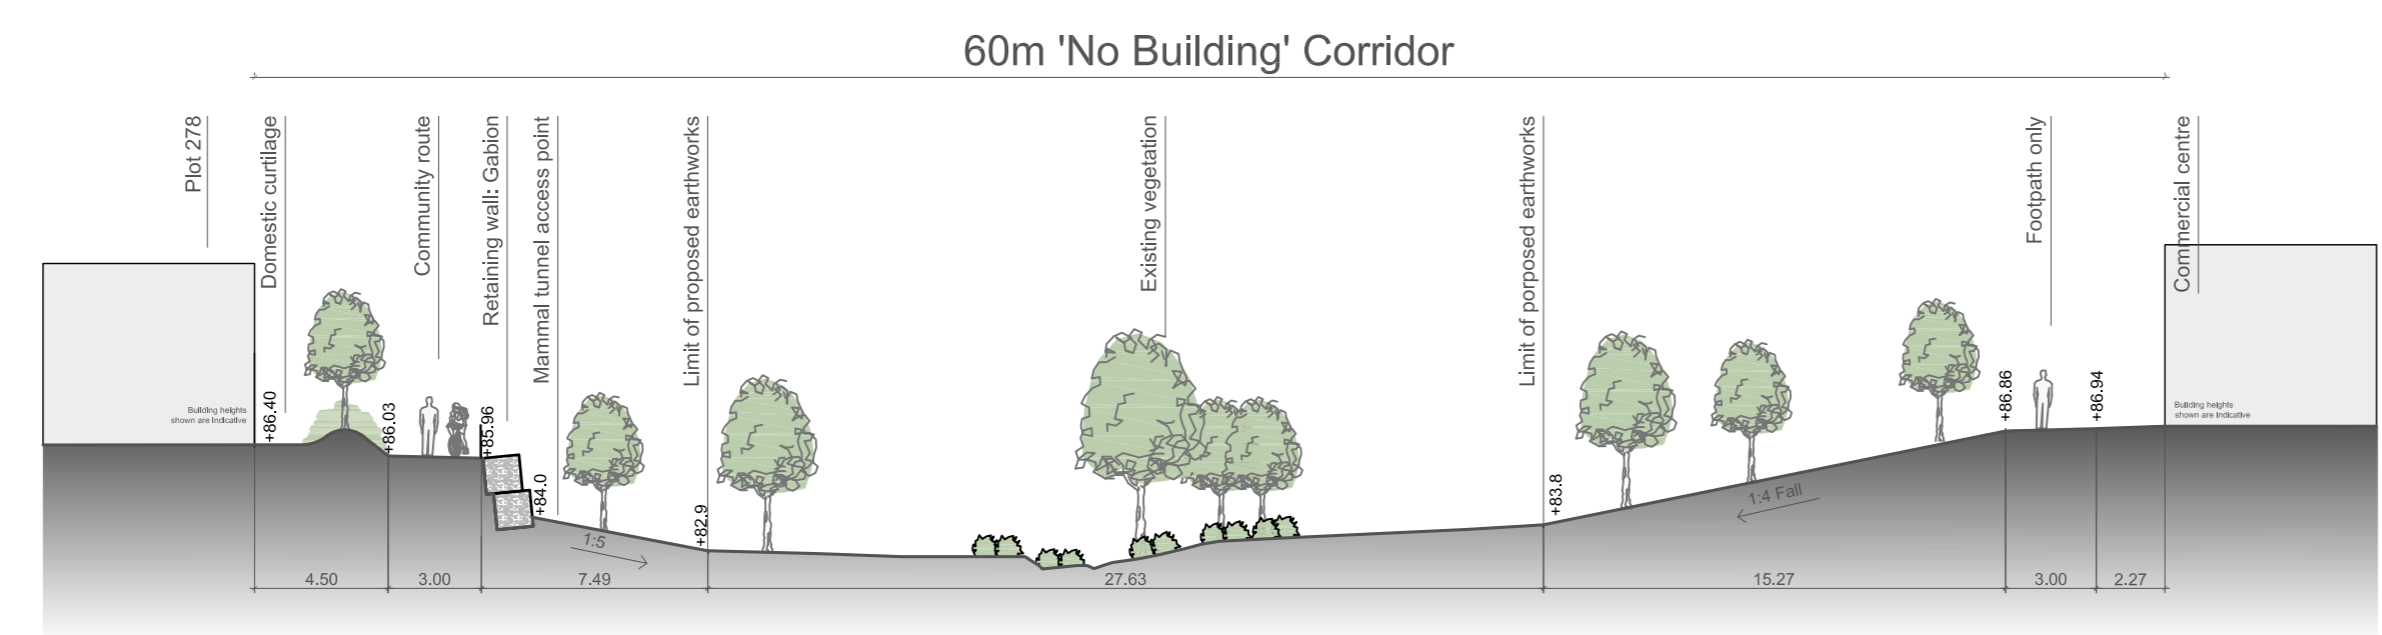 60m 'No Building' Corridor
Plot 278
Domestic curtilage
Community route
Retaining wall: Gabion
Mammal tunnel access point
Limit of proposed earthworks
Existing vegetation
Limit of porposed earthworks
Footpath only
Commercial centre
Building heights
shown are Indicative
+86.40
+86.03
+85.96
+84.0
+82.9
+83.8
+86.86
+86.94
Building heights
shown are Indicative
1:5
1:4 Fall
4.50
3.00
7.49
27.63
15.27
3.00
2.27